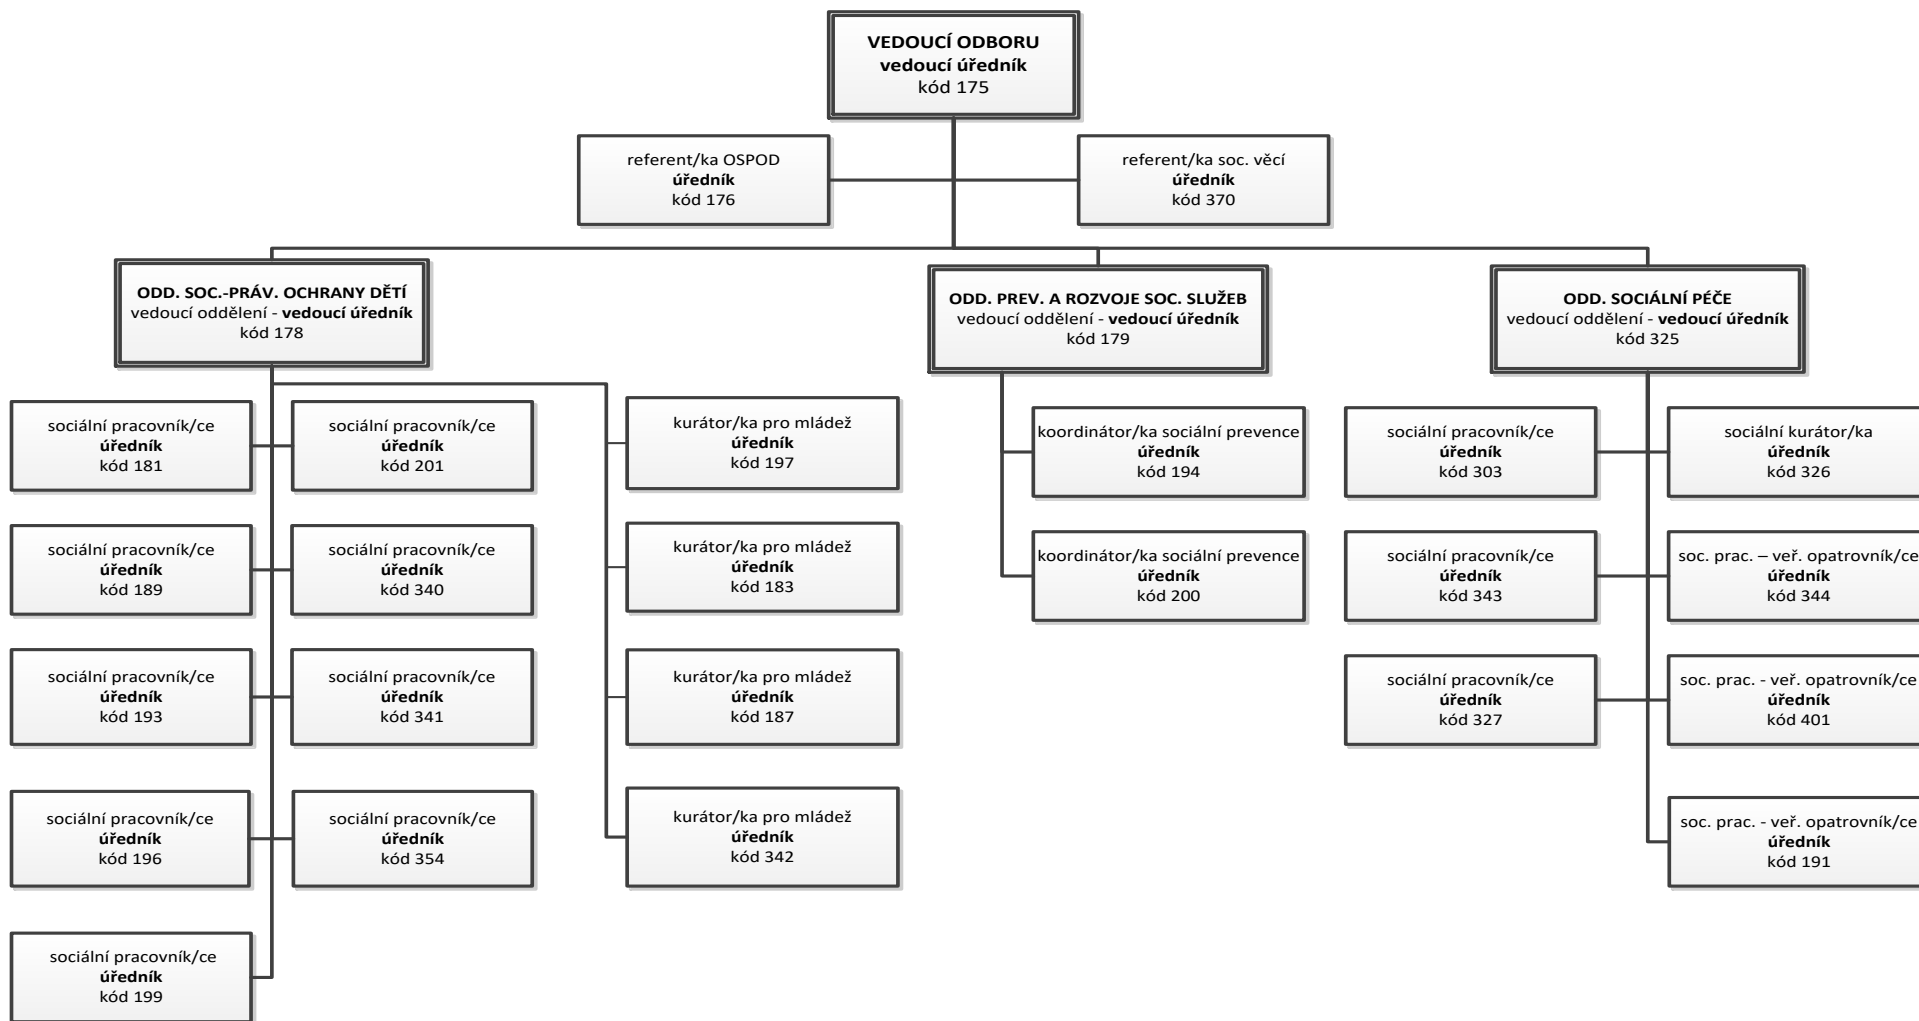 VEDOUCÍ ODBORU
vedoucí úředník
kód 175
referent/ka OSPOD
úředník
kód 176
referent/ka soc. věcí
úředník
kód 370
ODD. SOC.-PRÁV. OCHRANY DĚTÍ
vedoucí oddělení - vedoucí úředník
kód 178
ODD. PREV. A ROZVOJE SOC. SLUŽEB
vedoucí oddělení - vedoucí úředník
kód 179
ODD. SOCIÁLNÍ PÉČE
vedoucí oddělení - vedoucí úředník
kód 325
sociální pracovník/ce
úředník
kód 181
sociální pracovník/ce
úředník
kód 201
kurátor/ka pro mládež
úředník
kód 197
koordinátor/ka sociální prevence
úředník
kód 194
sociální pracovník/ce
úředník
kód 303
sociální kurátor/ka
úředník
kód 326
sociální pracovník/ce
úředník
kód 189
sociální pracovník/ce
úředník
kód 340
kurátor/ka pro mládež
úředník
kód 183
koordinátor/ka sociální prevence
úředník
kód 200
sociální pracovník/ce
úředník
kód 343
soc. prac. – veř. opatrovník/ce
úředník
kód 344
sociální pracovník/ce
úředník
kód 193
sociální pracovník/ce
úředník
kód 341
kurátor/ka pro mládež
úředník
kód 187
sociální pracovník/ce
úředník
kód 327
soc. prac. - veř. opatrovník/ce
úředník
kód 401
sociální pracovník/ce
úředník
kód 196
sociální pracovník/ce
úředník
kód 354
kurátor/ka pro mládež
úředník
kód 342
soc. prac. - veř. opatrovník/ce
úředník
kód 191
sociální pracovník/ce
úředník
kód 199